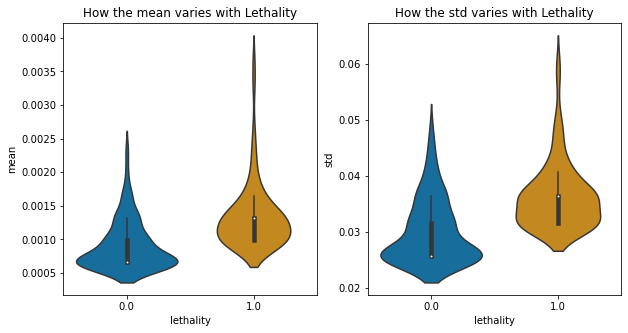 How the mean varies with Lethality
How the std varies with Lethality
0.0040
0.0035
0.0030
0.0025
0.0020
0.0015
0.0010
0.0005
mean
0.0
1.0
lethality
0.06
0.05
0.04
0.03
0.02
std
0.0
1.0
lethality